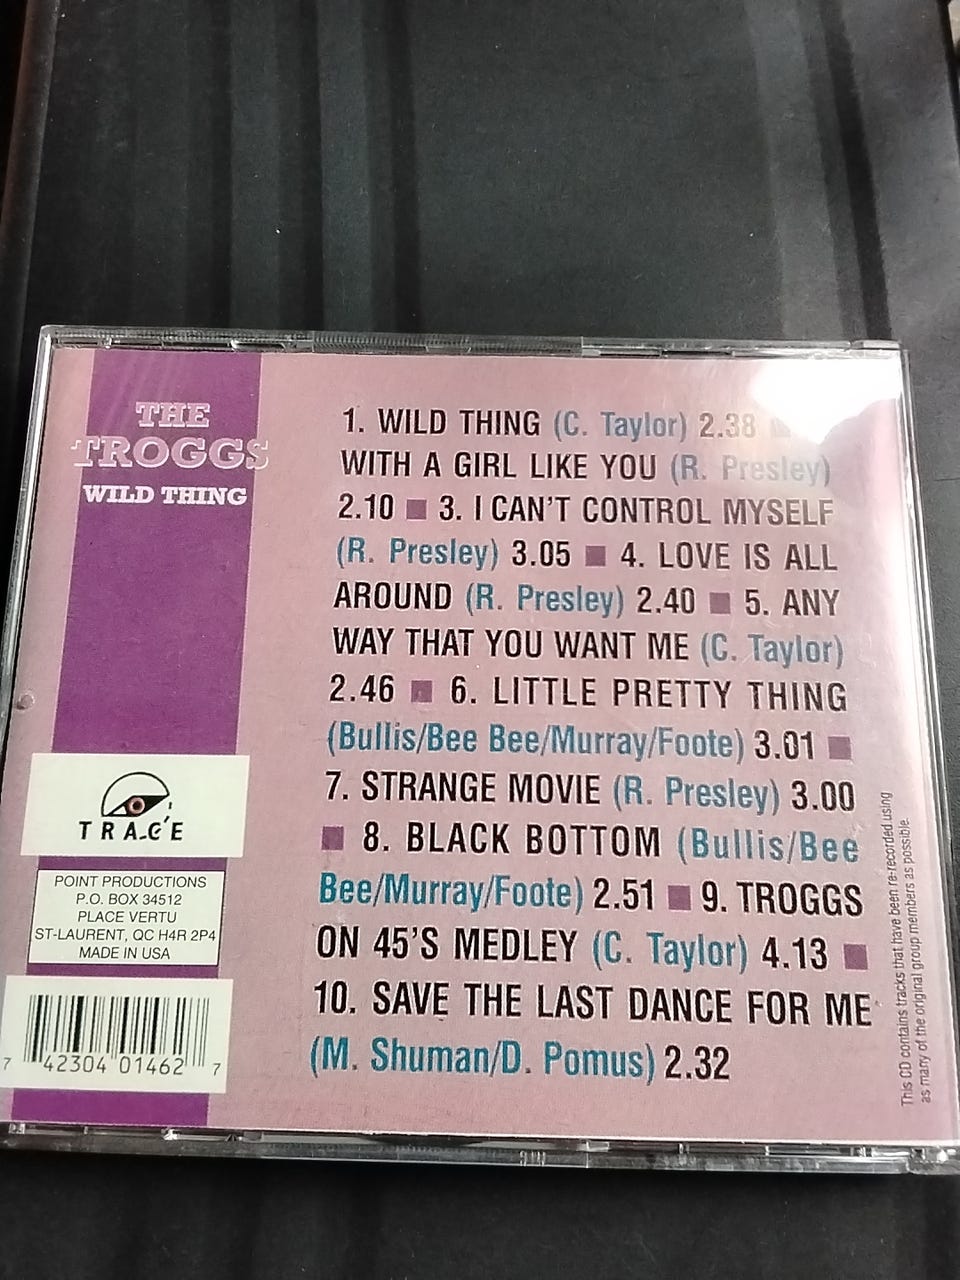 THE
TROGGS
WILD THING
1. WILD THING (C. Taylor) 2.38
WITH A GIRL LIKE YOU (R. Presley)
2.10 ■ 3. I CAN'T CONTROL MYSELF
(R. Presley) 3.05 ■ 4. LOVE IS ALL
AROUND (R. Presley) 2.40 ■ 5. ANY
WAY THAT YOU WANT ME (C. Taylor)
2.46 ■ 6. LITTLE PRETTY THING
(Bullis/Bee Bee/Murray/Foote) 3.01 ■
7. STRANGE MOVIE (R. Presley) 3.00
■ 8. BLACK BOTTOM (Bullis/Bee
Bee/Murray/Foote) 2.51 ■ 9. TROGGS
ON 45'S MEDLEY (C. Taylor) 4.13 ■
10. SAVE THE LAST DANCE FOR ME
(M. Shuman/D. Pomus) 2.32
TRACE
POINT PRODUCTIONS
P.O. BOX 34512
PLACE VERTU
ST-LAURENT, QC H4R 2P4
MADE IN USA
7 42304 01462 7
This CD contains tracks that have been re-recorded using
as many of the original group members as possible.